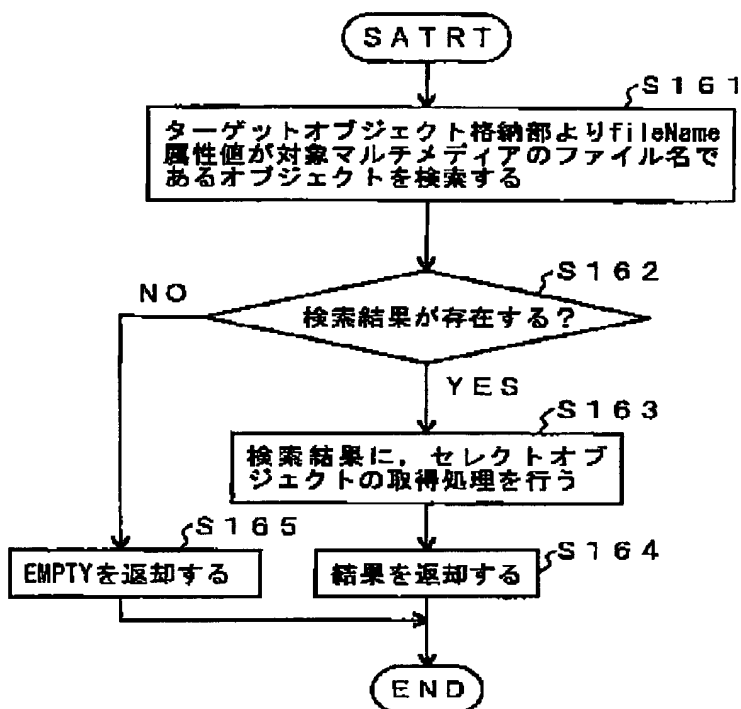 SATRT
S161
ターゲットオブジェクト格納部よりfileName
属性値が対象マルチメディアのファイル名で
あるオブジェクトを検索する
S162
NO
検索結果が存在する?
YES
S163
検索結果に,セレクトオブ
ジェクトの取得処理を行う
S165
S164
EMPTYを返却する
結果を返却する
END